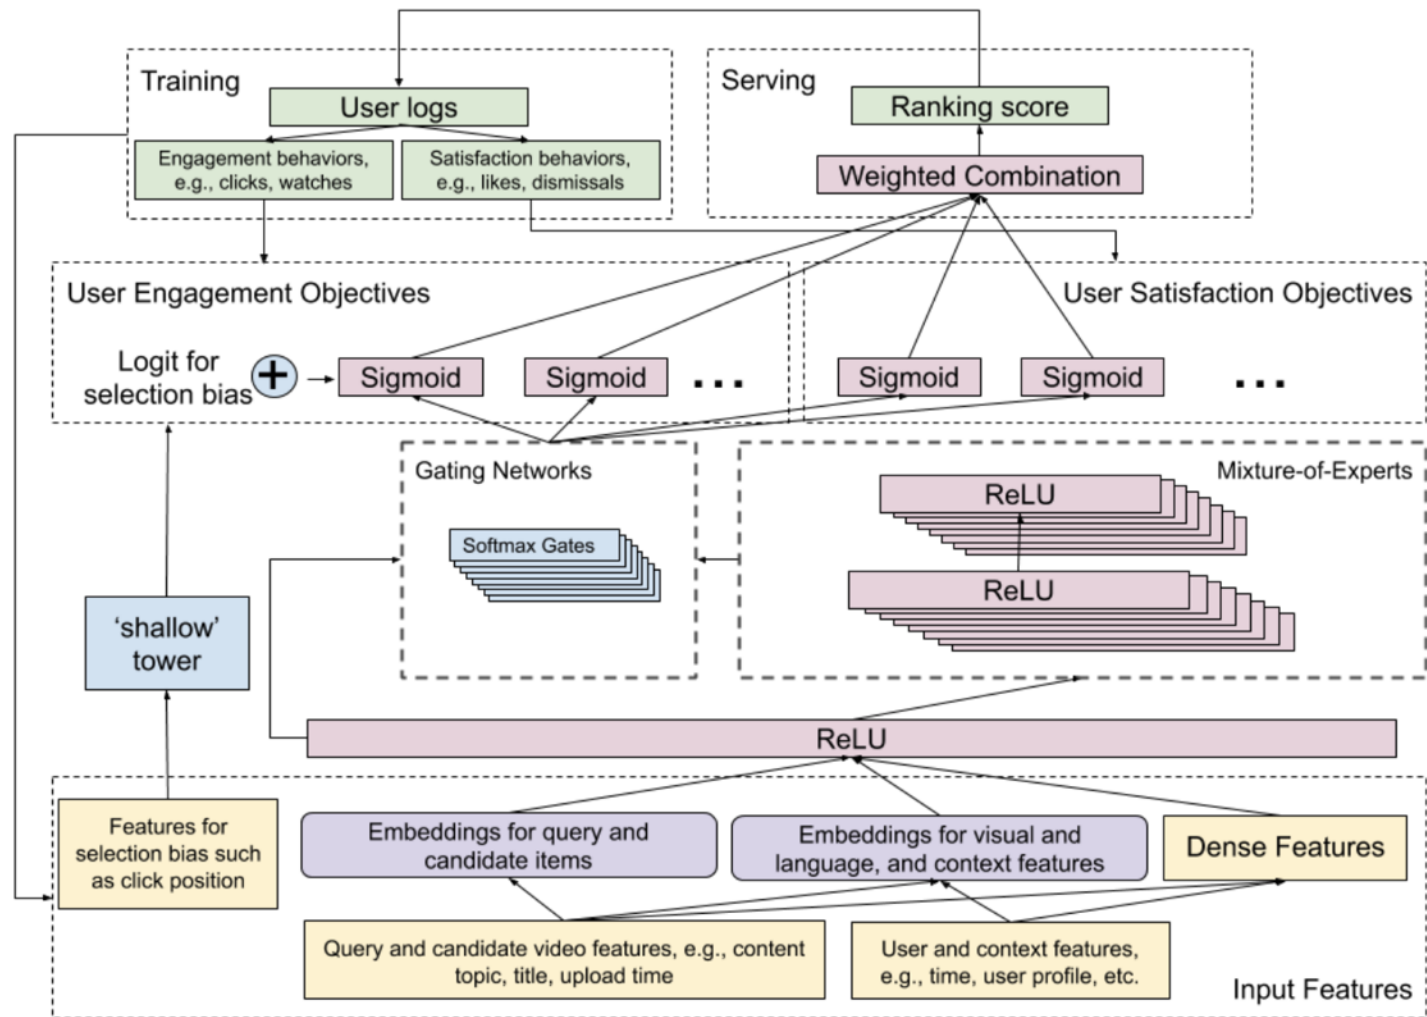 Training
User logs
Engagement behaviors,
e.g., clicks, watches
Satisfaction behaviors,
e.g., likes, dismissals
Serving
Ranking score
Weighted Combination
User Engagement Objectives
Logit for
selection bias
+
Sigmoid
Sigmoid
...
User Satisfaction Objectives
Sigmoid
Sigmoid
...
Gating Networks
Softmax Gates
Mixture-of-Experts
ReLU
ReLU
‘shallow’
tower
ReLU
Features for
selection bias such
as click position
Embeddings for query and
candidate items
Embeddings for visual and
language, and context features
Dense Features
Query and candidate video features, e.g., content
topic, title, upload time
User and context features,
e.g., time, user profile, etc.
Input Features